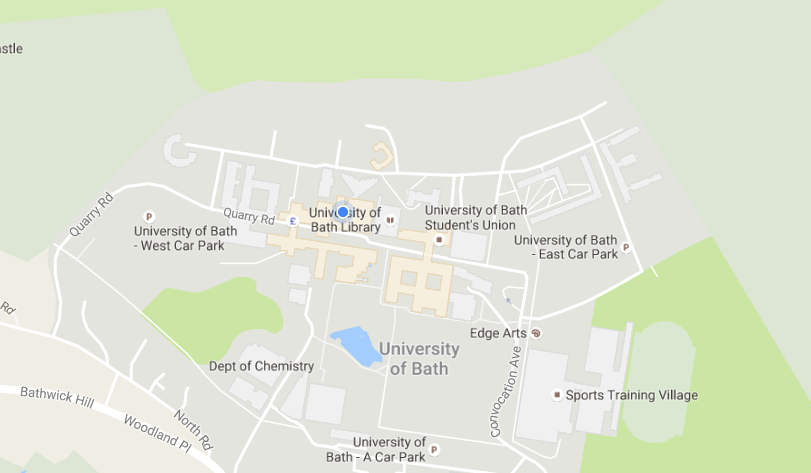 astle
Quarry Rd
P
University of Bath
- West Car Park
Quarry Rd
£
University of
Bath Library
University of Bath
Student's Union
University of Bath
- East Car Park
P
Rd
Edge Arts
University
of Bath
Dept of Chemistry
Convocation Ave
Sports Training Village
Bathwick Hill
Woodland Pl
North Rd
University of
Bath - A Car Park
P